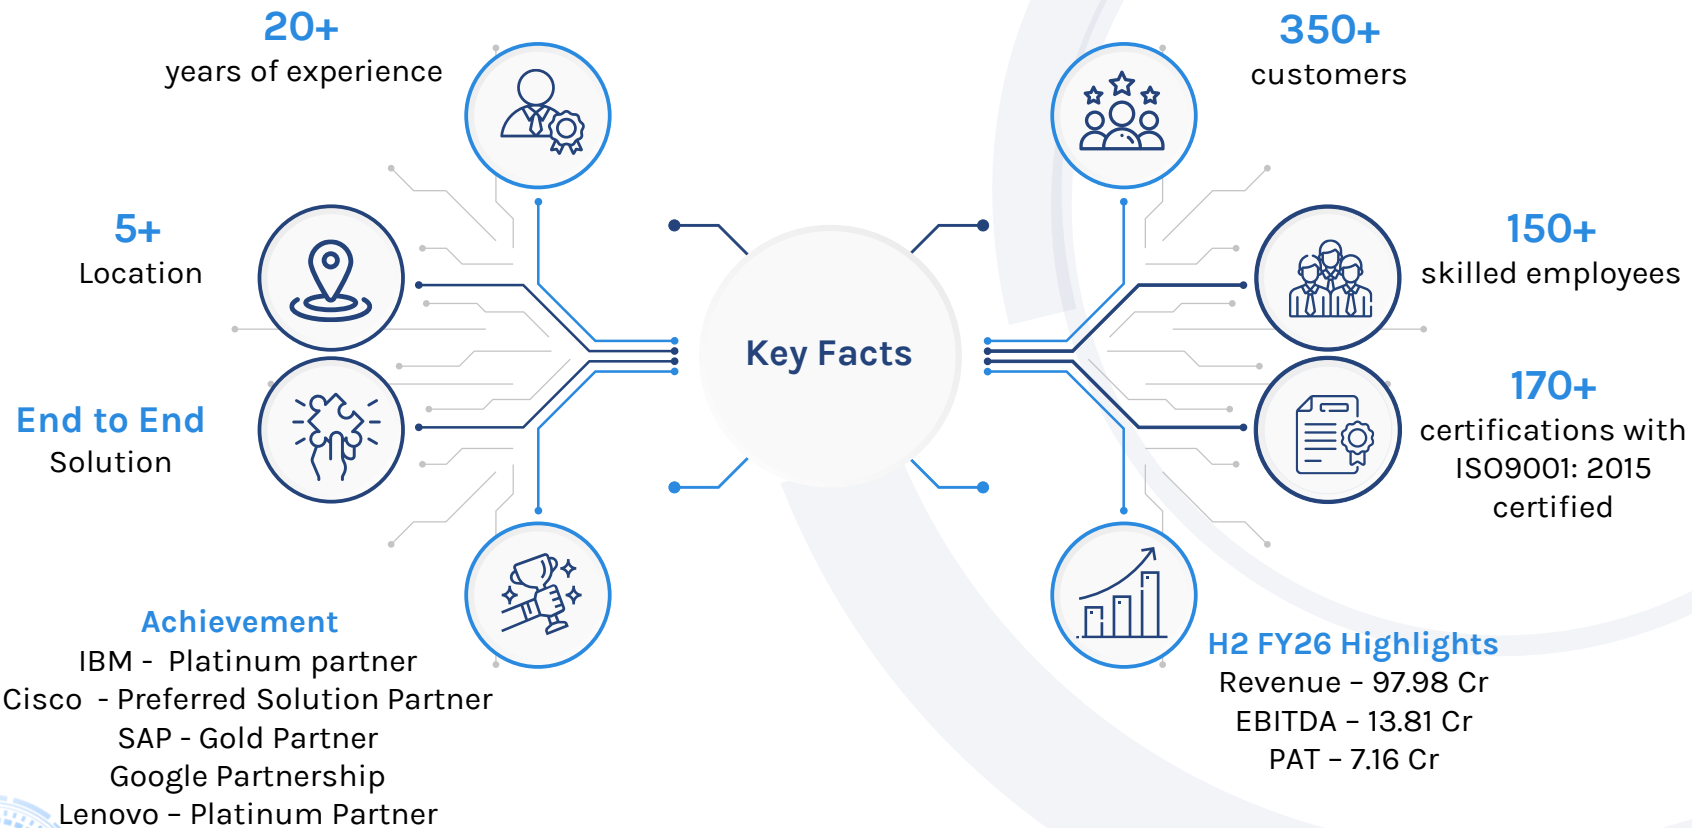 20+
years of experience
5+
Location
End to End
Solution
Achievement
IBM - Platinum partner
Cisco - Preferred Solution Partner
SAP - Gold Partner
Google Partnership
Lenovo – Platinum Partner
Key Facts
350+
customers
150+
skilled employees
170+
certifications with
ISO9001: 2015
certified
H2 FY26 Highlights
Revenue – 97.98 Cr
EBITDA – 13.81 Cr
PAT – 7.16 Cr